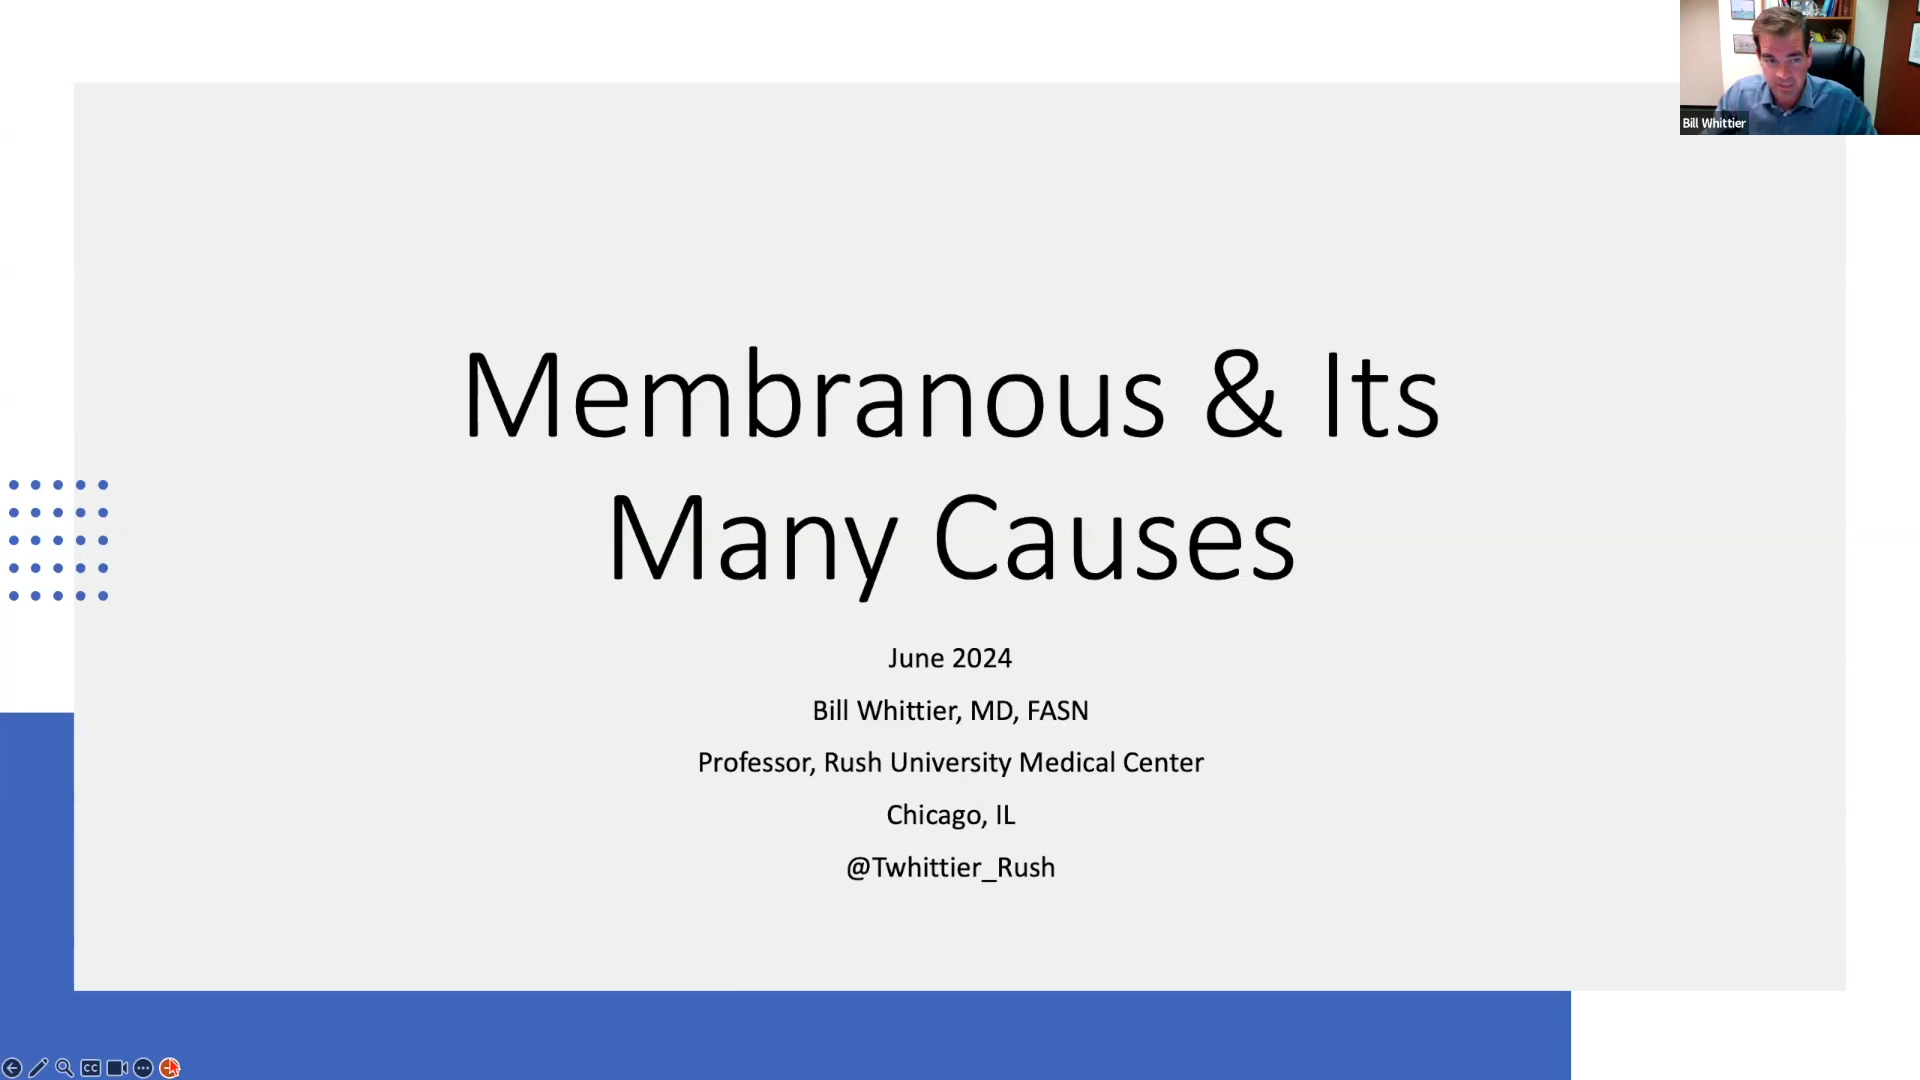 Bill Whittier
Membranous & Its
Many Causes
June 2024
Bill Whittier, MD, FASN
Professor, Rush University Medical Center
Chicago, IL
@Twhittier_Rush
CC